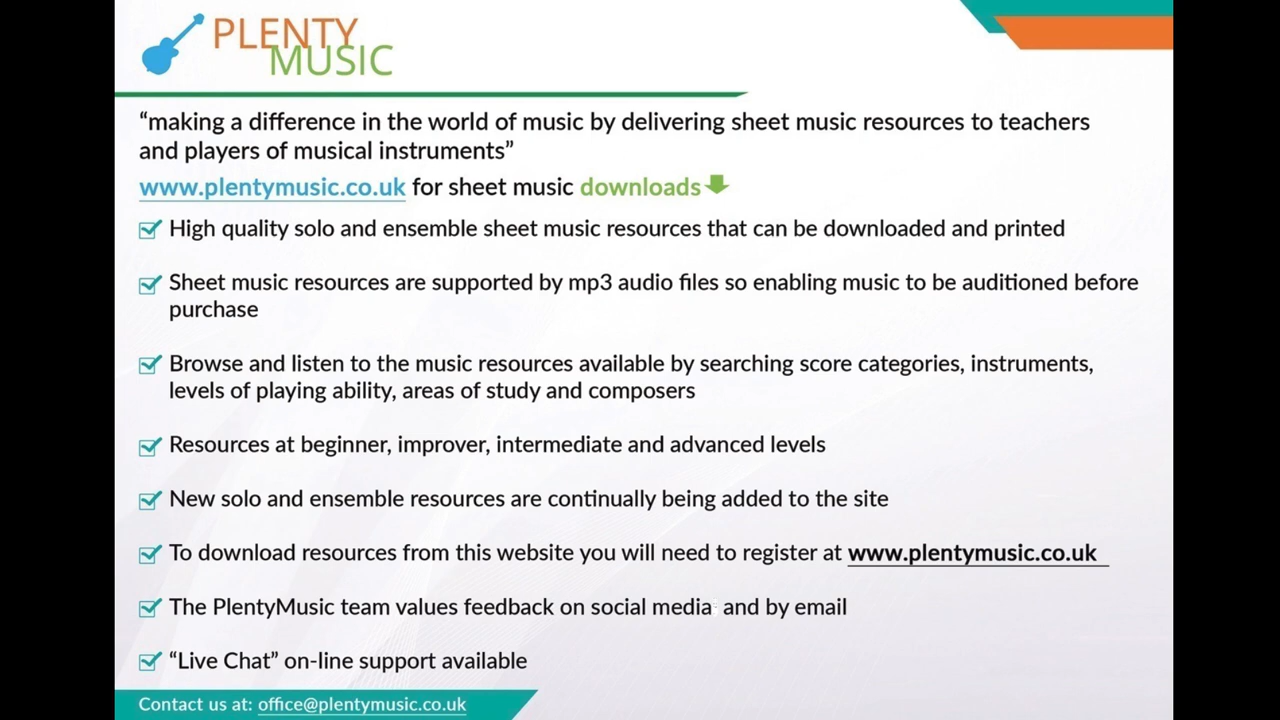 PLENTY
MUSIC
“making a difference in the world of music by delivering sheet music resources to teachers
and players of musical instruments”
www.plentymusic.co.uk for sheet music downloads
High quality solo and ensemble sheet music resources that can be downloaded and printed
Sheet music resources are supported by mp3 audio files so enabling music to be auditioned before
purchase
Browse and listen to the music resources available by searching score categories, instruments,
levels of playing ability, areas of study and composers
Resources at beginner, improver, intermediate and advanced levels
New solo and ensemble resources are continually being added to the site
To download resources from this website you will need to register at www.plentymusic.co.uk
The PlentyMusic team values feedback on social media and by email
“Live Chat” on-line support available
Contact us at: office@plentymusic.co.uk